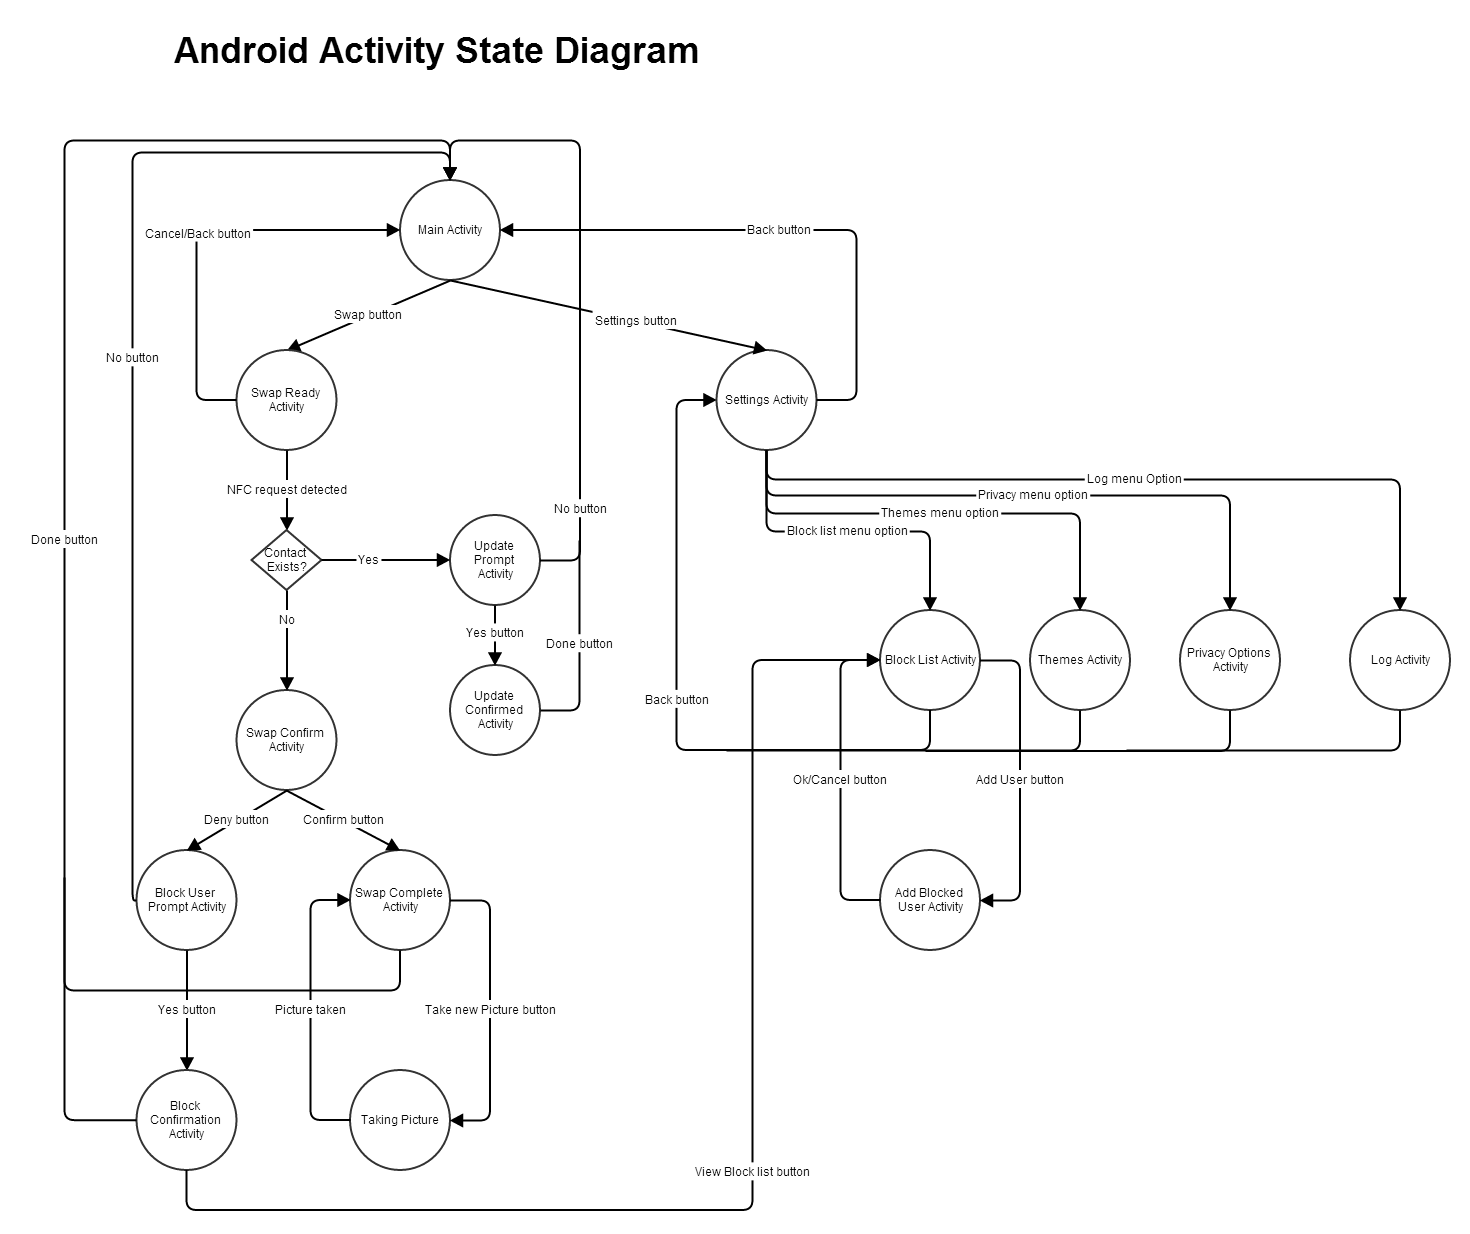 Android Activity State Diagram
Main Activity
Cancel/Back button
Back button
Swap button
Settings button
No button
Swap Ready
Activity
Settings Activity
NFC request detected
Log menu Option
Privacy menu option
No button
Themes menu option
Block list menu option
Done button
Contact
Exists?
Yes
Update
Prompt
Activity
No
Yes button
Done button
Block List Activity
Themes Activity
Privacy Options
Activity
Log Activity
Back button
Update
Confirmed
Activity
Swap Confirm
Activity
Ok/Cancel button
Add User button
Deny button
Confirm button
Block User
Prompt Activity
Swap Complete
Activity
Add Blocked
User Activity
Yes button
Picture taken
Take new Picture button
Block
Confirmation
Activity
Taking Picture
View Block list button